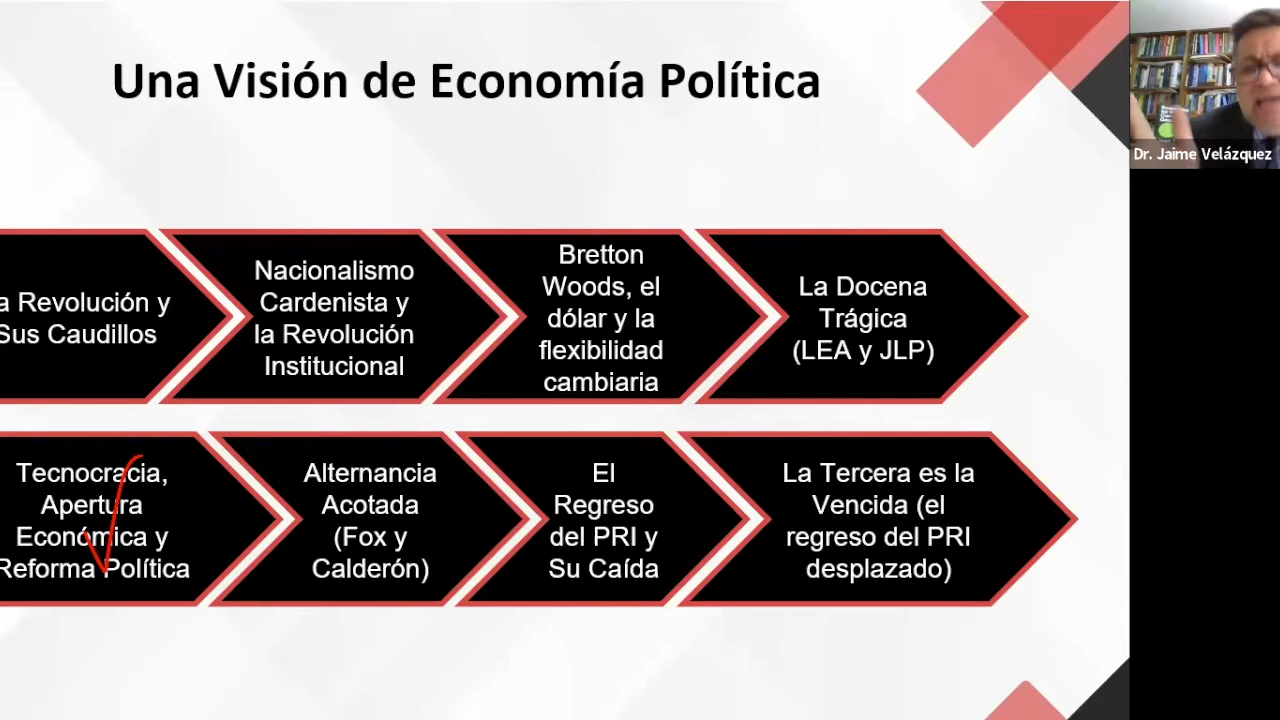 Una Visión de Economía Política
Dr. Jaime Velázquez
a Revolución y
Sus Caudillos
Nacionalismo
Cardenista y
la Revolución
Institucional
Bretton
Woods, el
dólar y la
flexibilidad
cambiaria
La Docena
Trágica
(LEA y JLP)
Tecnocracia,
Apertura
Económica y
Reforma Política
Alternancia
Acotada
(Fox y
Calderón)
El
Regreso
del PRI y
Su Caída
La Tercera es la
Vencida (el
regreso del PRI
desplazado)